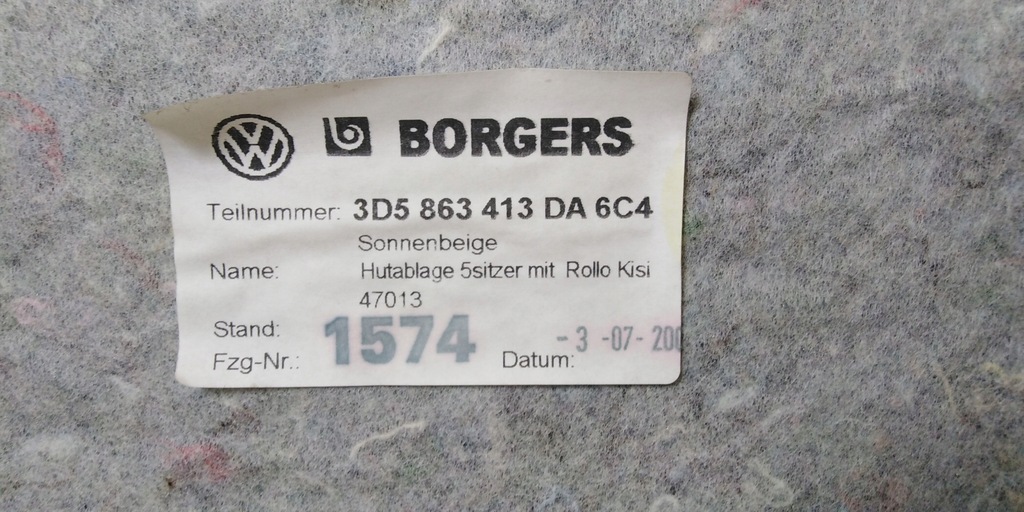 VW BORGERS
Teilnummer: 3D5 863 413 DA 6C4
Sonnenbeige
Name: Hutablage 5sitzer mit Rollo Kisi
47013
Stand:
Fzg-Nr.: 1574 Datum: -3 -07- 200